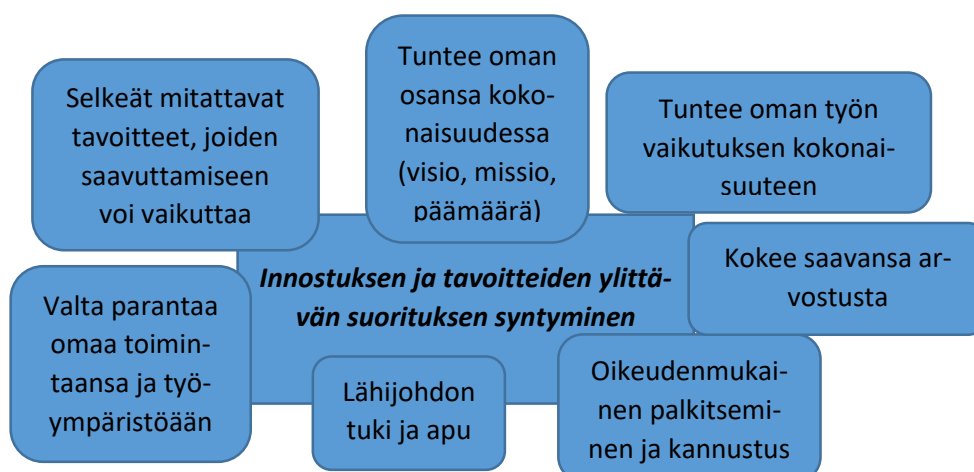 Selkeät mitattavat
tavoitteet, joiden
saavuttamiseen
voi vaikuttaa
Tuntee oman
osansa koko-
naisuudessa
(visio, missio,
päämäärä)
Tuntee oman työn
vaikutuksen kokonai-
suuteen
Kokee saavansa ar-
vostusta
Innostuksen ja tavoitteiden ylittä-
vän suorituksen syntyminen
Valta parantaa
omaa toimin-
taansa ja työ-
ympäristöään
Lähijohdon
tuki ja apu
Oikeudenmukai-
nen palkitsemi-
nen ja kannustus